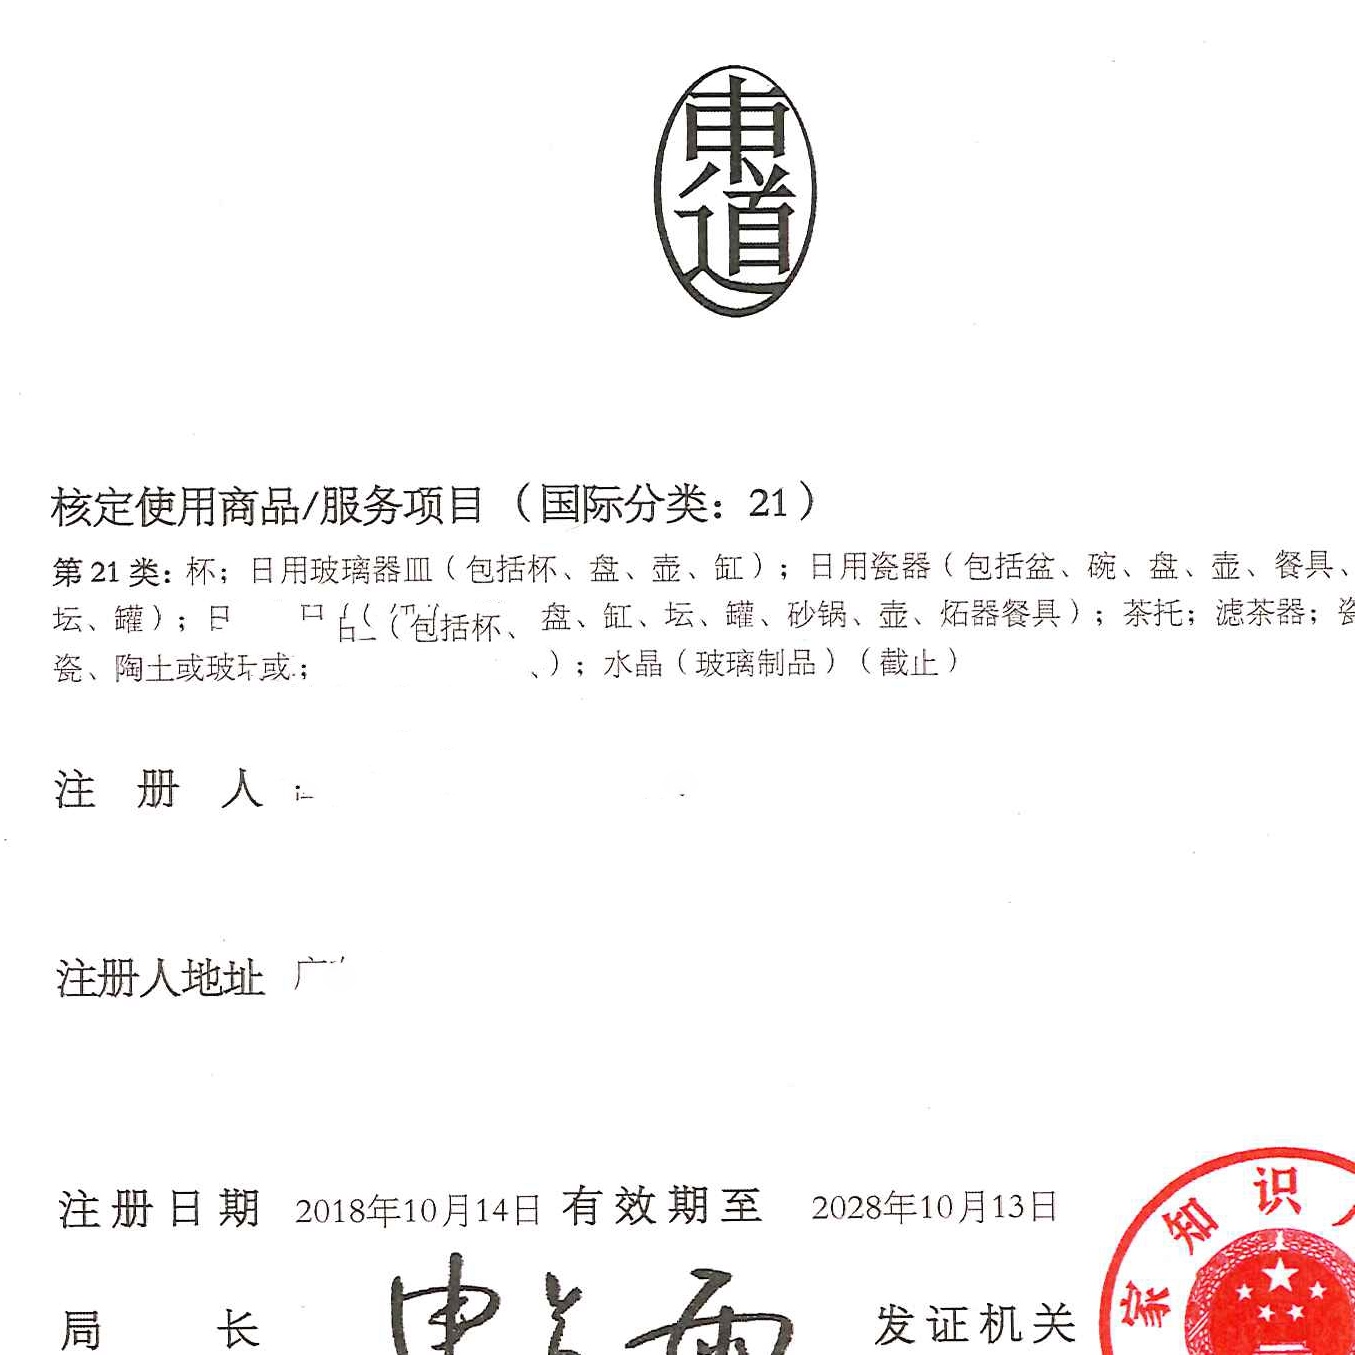 東道
核定使用商品/服务项目（国际分类：21）
第21类：杯；日用玻璃器皿（包括杯、盘、壶、缸）；日用瓷器（包括盆、碗、盘、壶、餐具、
坛、罐）；日 （包括杯、盘、缸、坛、罐、砂锅、壶、炻器餐具）；茶托；滤茶器；瓷
瓷、陶土或玻 或 ； 、）；水晶（玻璃制品）（截止）
注册人
注册人地址 广
注册日期 2018年10月14日 有效期至 2028年10月13日
局长 申长雨 发证机关
家知识